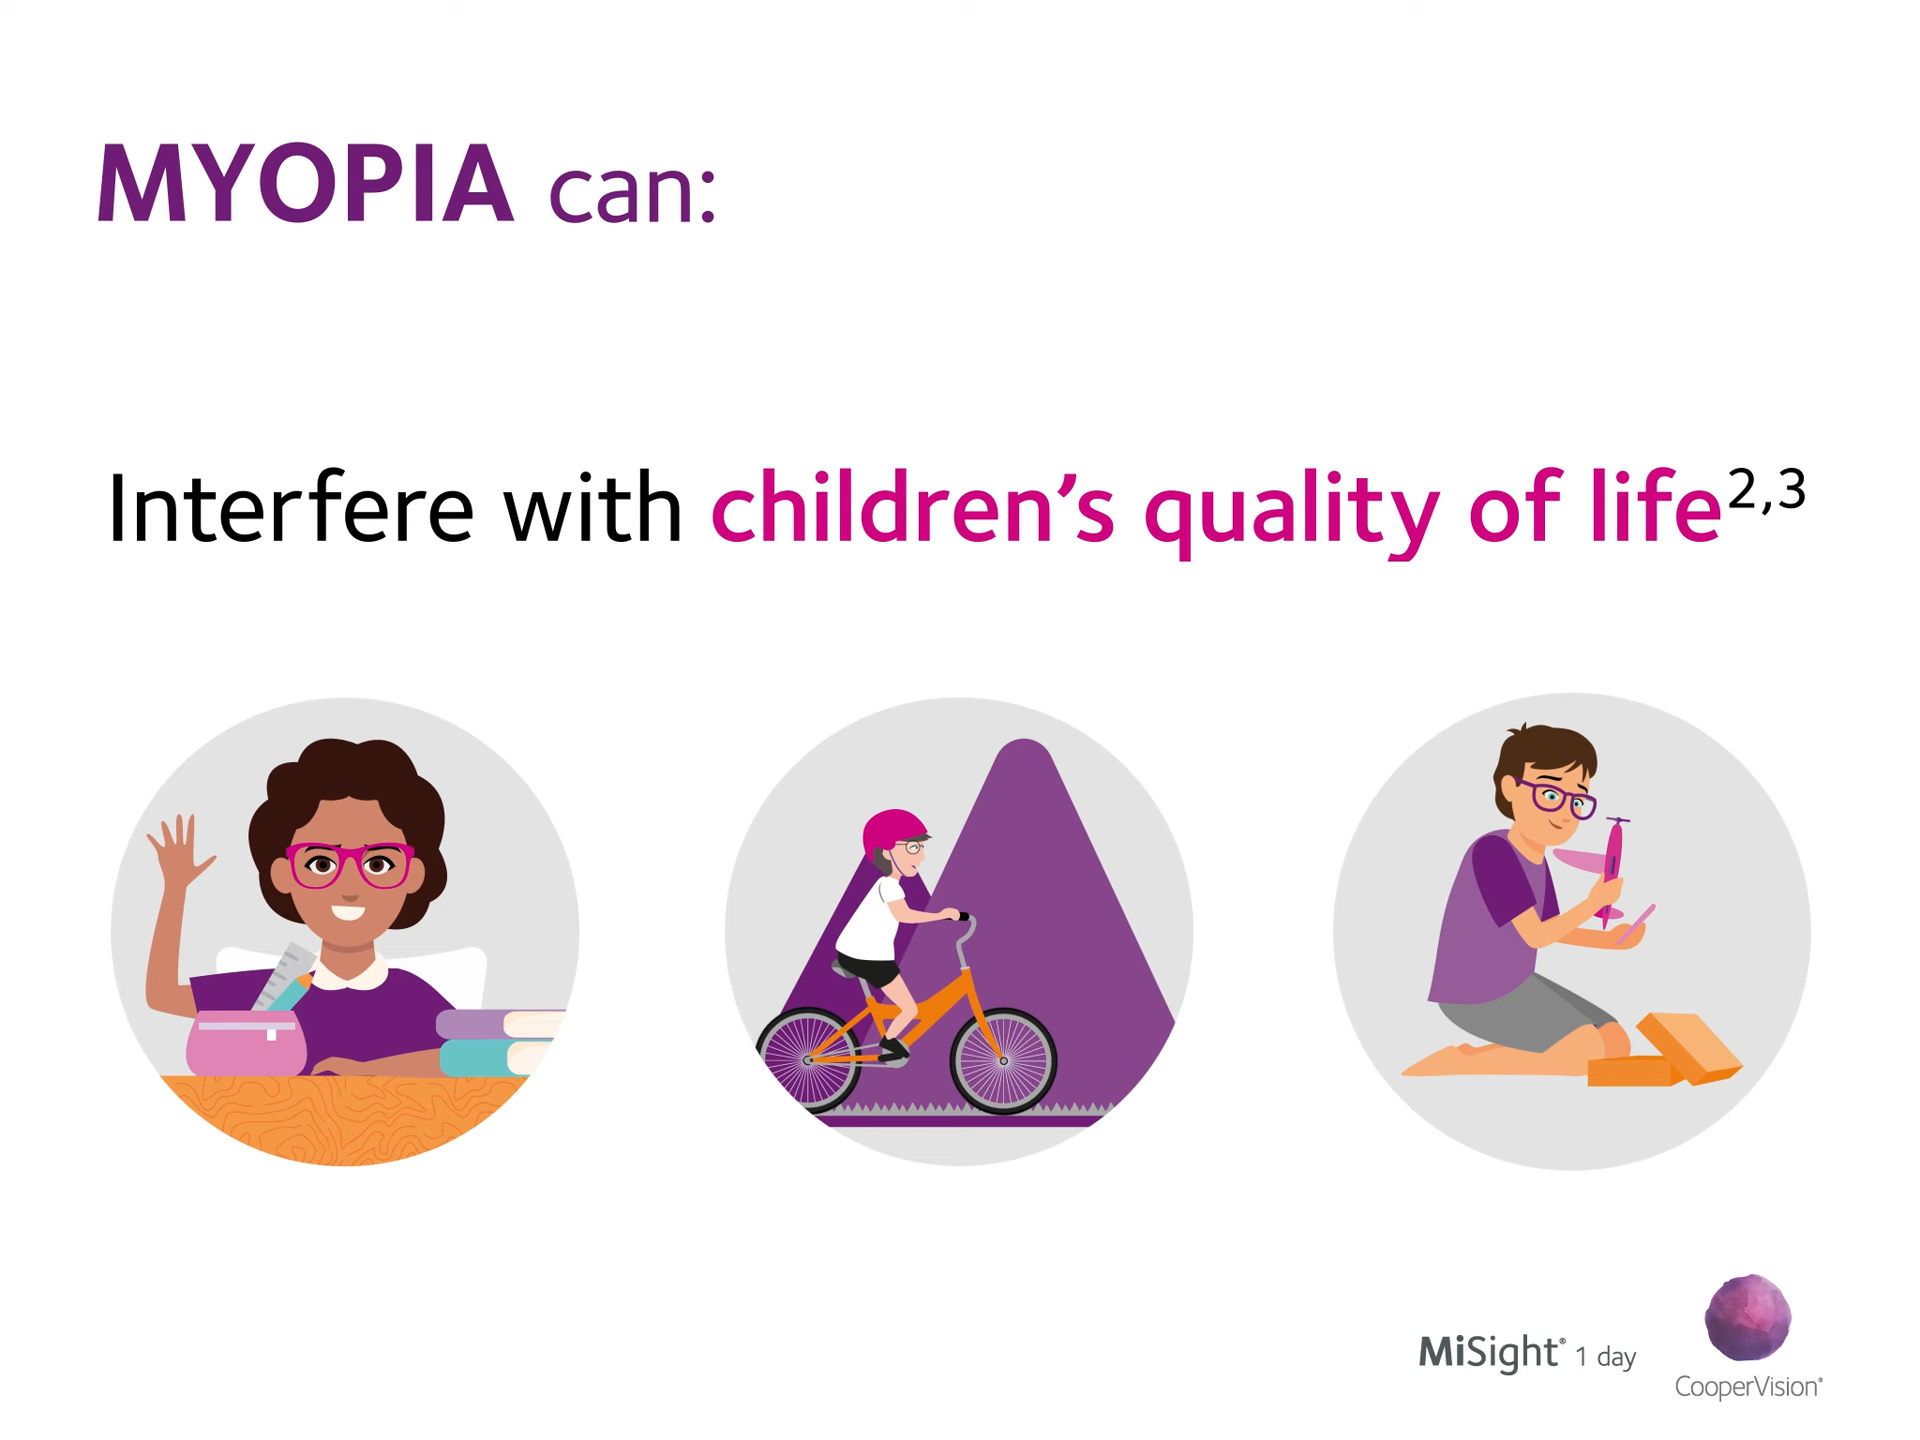 MYOPIA can:
Interfere with children’s quality of life2,3
MiSight® 1 day
CooperVision®